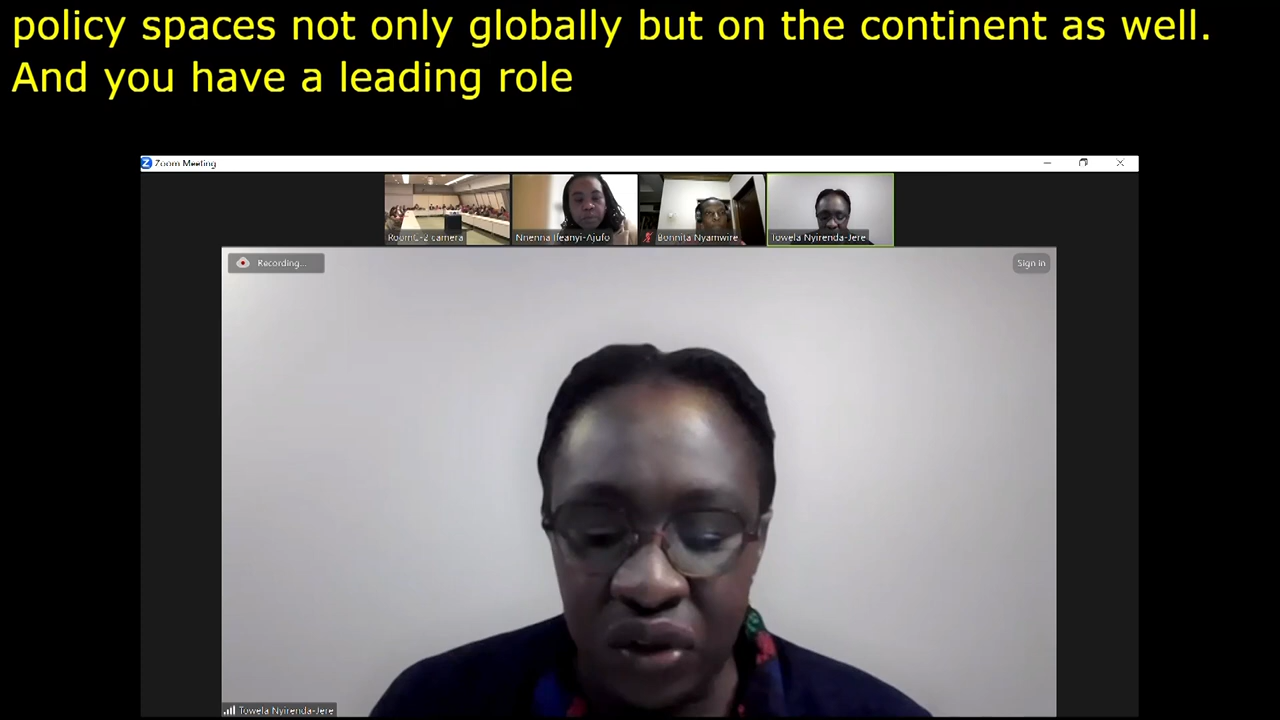 policy spaces not only globally but on the continent as well.
And you have a leading role
Zoom Meeting
RoomC-2 camera
Nnenna Ifeanyi-Ajufo
Bonnita Nyamwire
Towela Nyirenda-Jere
Recording...
Sign in
Towela Nyirenda-Jere